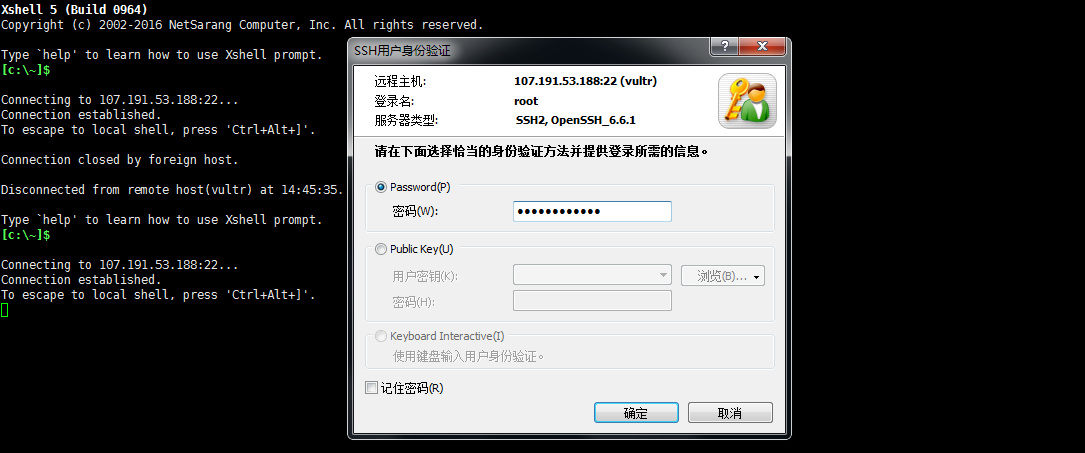 Xshell 5 (Build 0964)
Copyright (c) 2002-2016 NetSarang Computer, Inc. All rights reserved.
Type `help' to learn how to use Xshell prompt.
[c:\~]$
Connecting to 107.191.53.188:22...
Connection established.
To escape to local shell, press 'Ctrl+Alt+]'.
Connection closed by foreign host.
Disconnected from remote host(vultr) at 14:45:35.
Type `help' to learn how to use Xshell prompt.
[c:\~]$
Connecting to 107.191.53.188:22...
Connection established.
To escape to local shell, press 'Ctrl+Alt+]'.
SSH用户身份验证
远程主机: 107.191.53.188:22 (vultr)
登录名: root
服务器类型: SSH2, OpenSSH_6.6.1
请在下面选择恰当的身份验证方法并提供登录所需的信息。
Password(P)
密码(W): ●●●●●●●●●●●●
Public Key(U)
用户密钥(K): 浏览(B)...
密码(H):
Keyboard Interactive(I)
使用键盘输入用户身份验证。
记住密码(R)
确定 取消